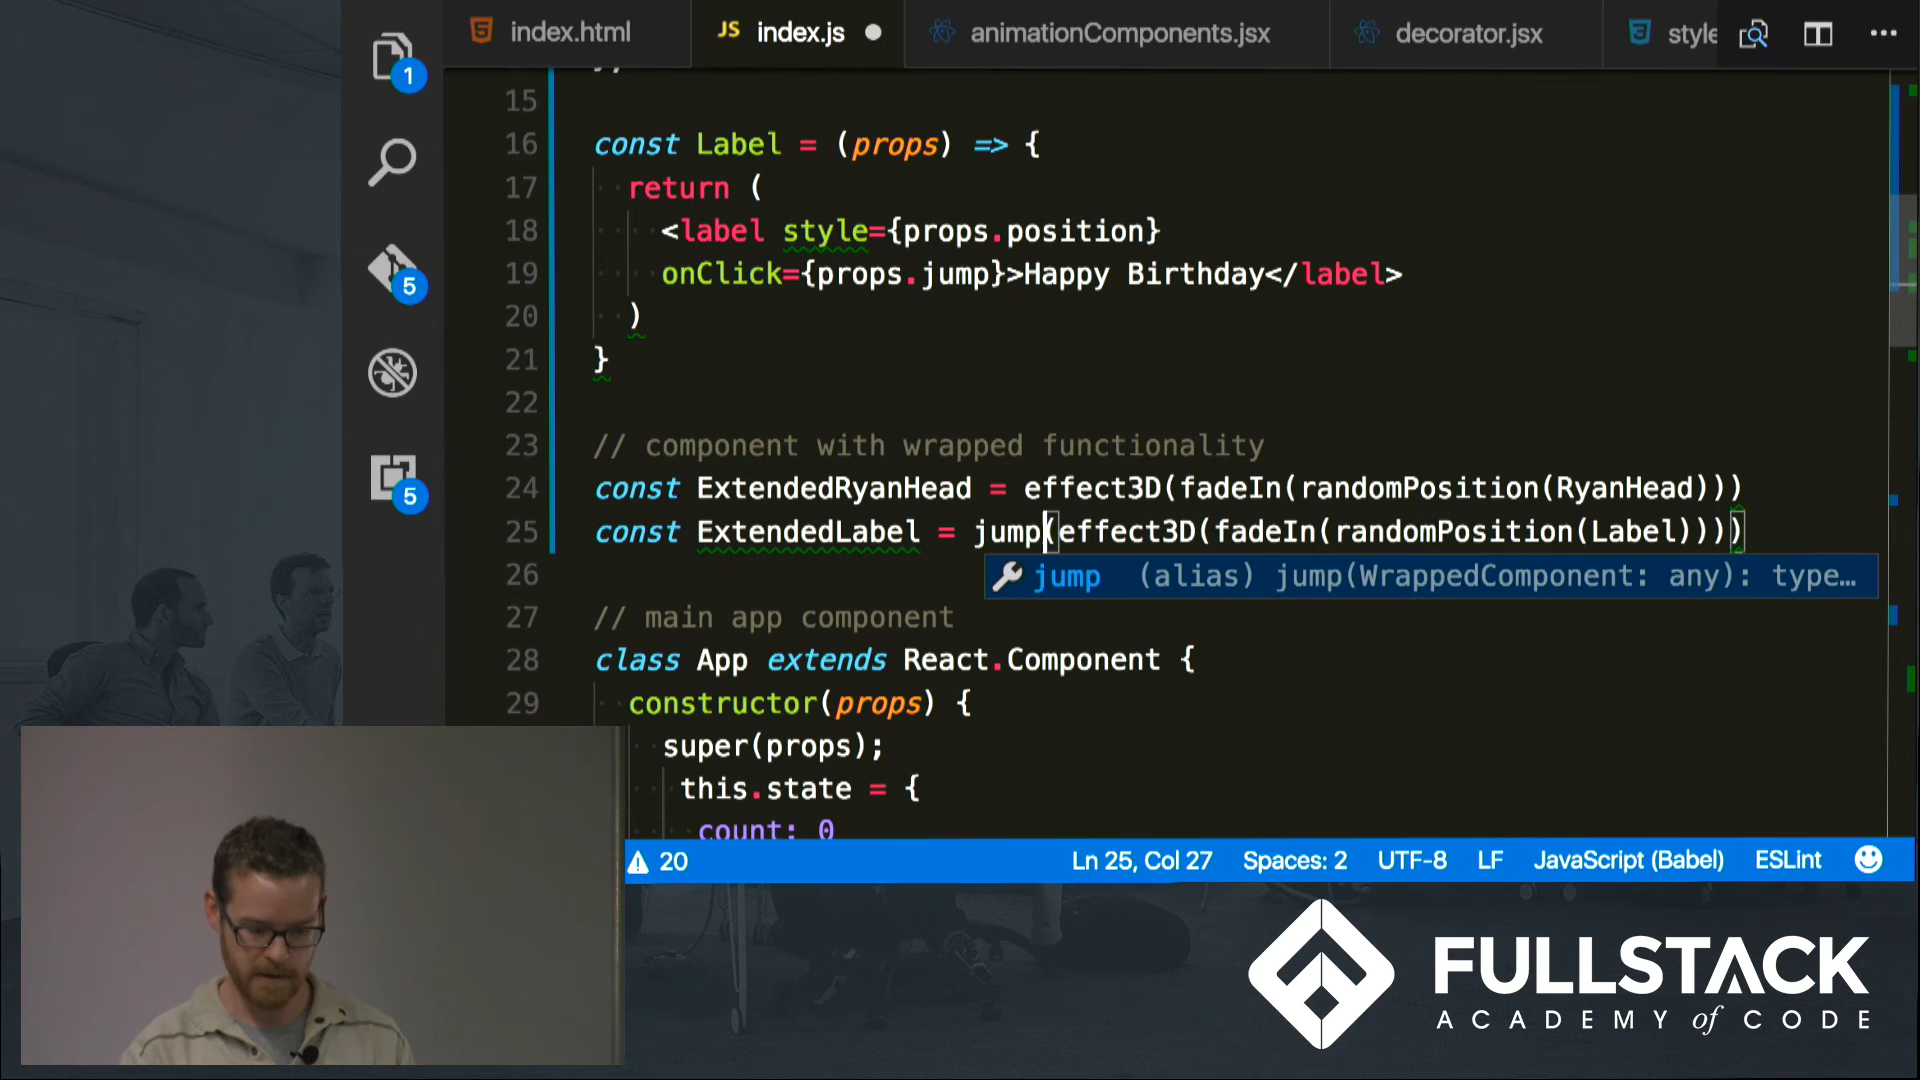 index.html
JS index.js
animationComponents.jsx
decorator.jsx
style
1
5
5
15
16 const Label = (props) => {
17 return (
18 <label style={props.position}
19 onClick={props.jump}>Happy Birthday</label>
20 )
21 }
22
23 // component with wrapped functionality
24 const ExtendedRyanHead = effect3D(fadeIn(randomPosition(RyanHead)))
25 const ExtendedLabel = jump(effect3D(fadeIn(randomPosition(Label))))
jump (alias) jump(WrappedComponent: any): type…
26
27 // main app component
28 class App extends React.Component {
29 constructor(props) {
super(props);
this.state = {
count: 0
20 Ln 25, Col 27 Spaces: 2 UTF-8 LF JavaScript (Babel) ESLint
FULLSTACK
ACADEMY of CODE